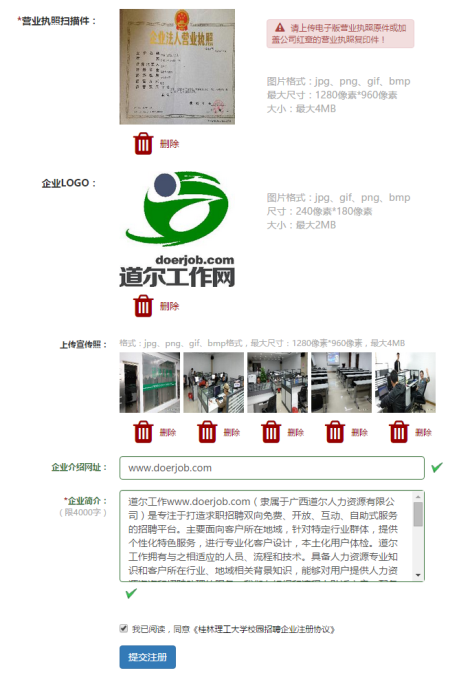 *营业执照扫描件：
企业法人营业执照
请上传电子版营业执照原件或加
盖公司红章的营业执照复印件！
图片格式：jpg、png、gif、bmp
最大尺寸：1280像素*960像素
大小：最大4MB
删除
企业LOGO：
图片格式：jpg、gif、png、bmp
尺寸：240像素*180像素
大小：最大2MB
doerjob.com
道尔工作网
删除
上传宣传照：
格式：jpg、png、gif、bmp格式，最大尺寸：1280像素*960像素，最大4MB
删除 删除 删除 删除 删除
企业介绍网址：
www.doerjob.com
*企业简介：
（限4000字）
道尔工作www.doerjob.com（隶属于广西道尔人力资源有限公
司）是专注于打造求职招聘双向免费、开放、互动、自助式服务
的招聘平台。主要面向客户所在地域，针对特定行业群体，提供
个性化特色服务，进行专业化客户设计，本土化用户体检。道尔
工作拥有与之相适应的人员、流程和技术。具备人力资源专业知
识和客户所在行业、地域相关背景知识，能够对用户提供人力资
我已阅读，同意《桂林理工大学校园招聘企业注册协议》
提交注册